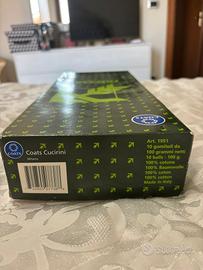 COATS
Coats Cucirini
Milano
Art. 1951
10 gomitoli da
100 grammi netti
10 balls : 100 g.
100% cotone
100% Baumwolle
100% coton
100% cotton
Made in Italy